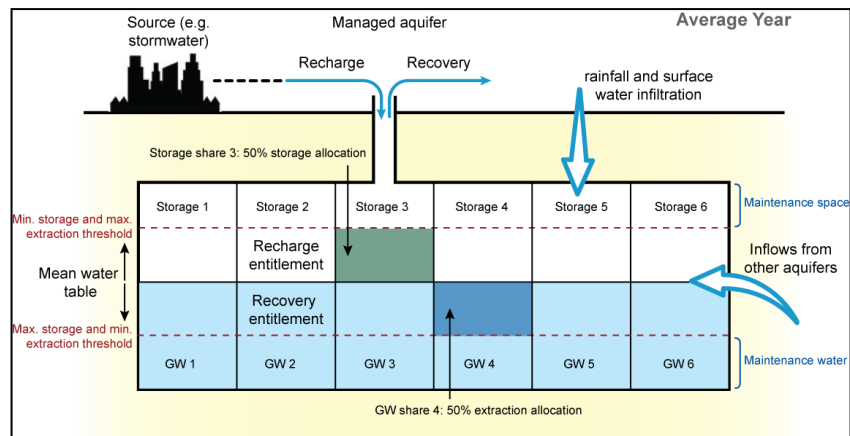 Average Year
Source (e.g.
stormwater)
Managed aquifer
Recharge
Recovery
rainfall and surface
water infiltration
Storage share 3: 50% storage allocation
Storage 1
Storage 2
Storage 3
Storage 4
Storage 5
Storage 6
Maintenance space
Min. storage and max.
extraction threshold
Recharge
entitlement
Inflows from
other aquifers
Mean water
table
Recovery
entitlement
Max. storage and min.
extraction threshold
GW 1
GW 2
GW 3
GW 4
GW 5
GW 6
Maintenance water
GW share 4: 50% extraction allocation